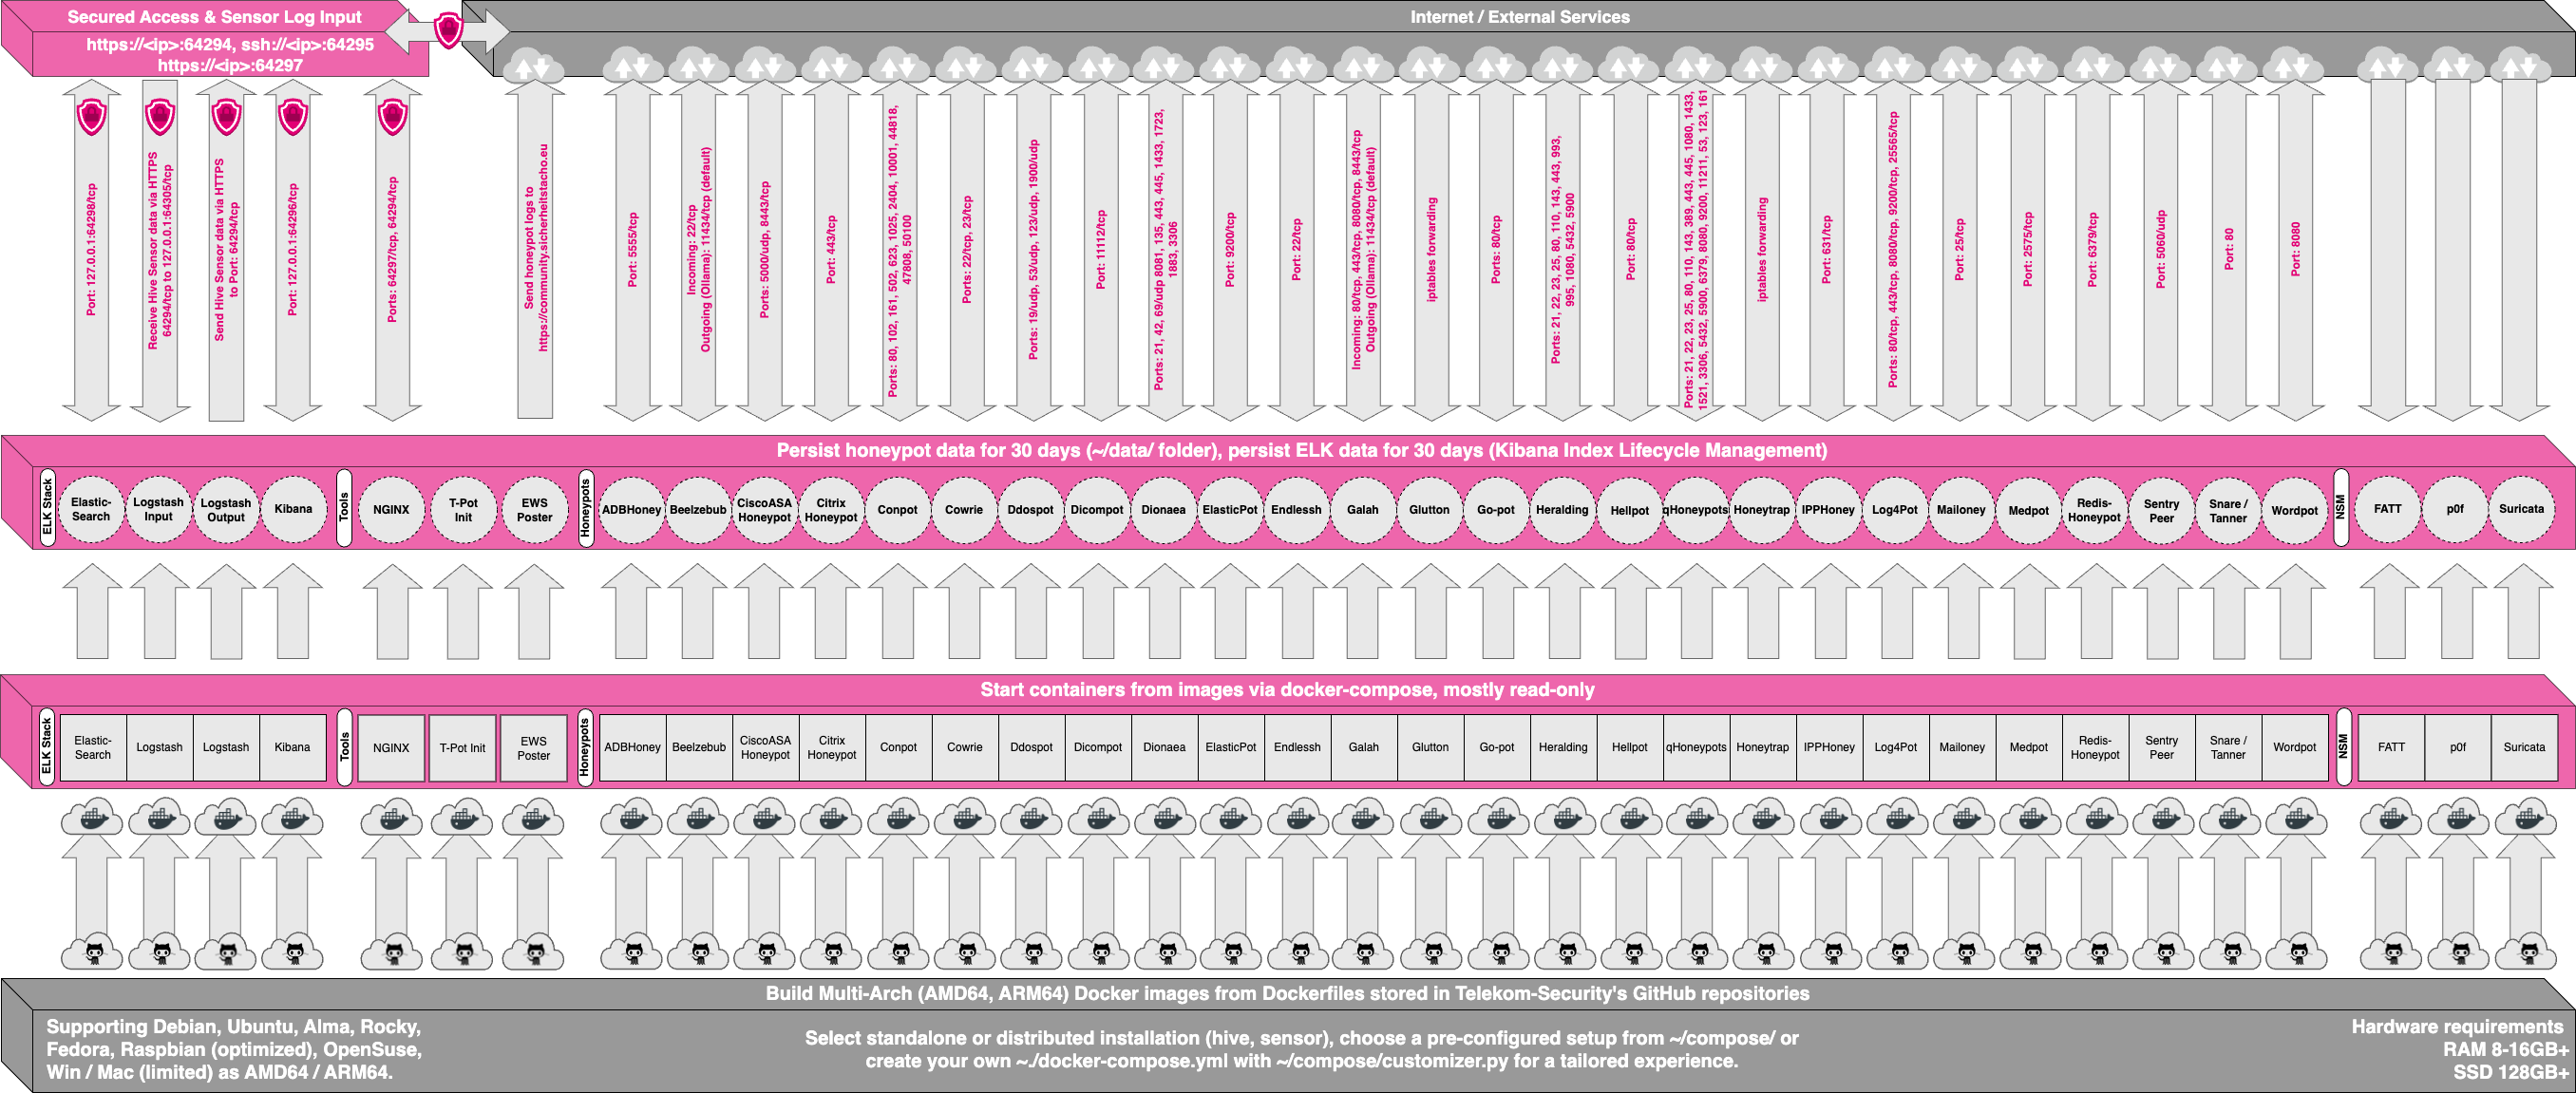 Secured Access & Sensor Log Input
https://<ip>:64294, ssh://<ip>:64295
https://<ip>:64297
Internet / External Services
Port: 127.0.0.1:64298/tcp
Receive Hive Sensor data via HTTPS
64294/tcp to 127.0.0.1:64305/tcp
Send Hive Sensor data via HTTPS
to Port: 64294/tcp
Port: 127.0.0.1:64296/tcp
Ports: 64297/tcp, 64294/tcp
Send honeypot logs to
https://community.sicherheitstacho.eu
Port: 5555/tcp
Incoming: 22/tcp
Outgoing (Ollama): 11434/tcp (default)
Ports: 5000/udp, 8443/tcp
Port: 443/tcp
Ports: 80, 102, 161, 502, 623, 1025, 2404, 10001, 44818,
47808, 50100
Ports: 22/tcp, 23/tcp
Ports: 19/udp, 53/udp, 123/udp, 1900/udp
Port: 11112/tcp
Ports: 21, 42, 69/udp 8081, 135, 443, 445, 1433, 1723,
1883, 3306
Port: 9200/tcp
Port: 22/tcp
Incoming: 80/tcp, 443/tcp, 8080/tcp, 8443/tcp
Outgoing (Ollama): 11434/tcp (default)
iptables forwarding
Ports: 80/tcp
Ports: 21, 22, 23, 25, 80, 110, 143, 443, 993,
995, 1080, 5432, 5900
Port: 80/tcp
Ports: 21, 22, 23, 25, 80, 110, 143, 389, 443, 445, 1080, 1433,
1521, 3306, 5432, 5900, 6379, 8080, 9200, 11211, 53, 123, 161
iptables forwarding
Port: 631/tcp
Ports: 80/tcp, 443/tcp, 8080/tcp, 9200/tcp, 25565/tcp
Port: 25/tcp
Port: 2575/tcp
Port: 6379/tcp
Port: 5060/udp
Port: 80
Port: 8080
Persist honeypot data for 30 days (~/data/ folder), persist ELK data for 30 days (Kibana Index Lifecycle Management)
ELK Stack
Elastic-
Search
Logstash
Input
Logstash
Output
Kibana
Tools
NGINX
T-Pot
Init
EWS
Poster
Honeypots
ADBHoney
Beelzebub
CiscoASA
Honeypot
Citrix
Honeypot
Conpot
Cowrie
Ddospot
Dicompot
Dionaea
ElasticPot
Endlessh
Galah
Glutton
Go-pot
Heralding
Hellpot
qHoneypots
Honeytrap
IPPHoney
Log4Pot
Mailoney
Medpot
Redis-
Honeypot
Sentry
Peer
Snare /
Tanner
Wordpot
NSM
FATT
p0f
Suricata
Start containers from images via docker-compose, mostly read-only
ELK Stack
Elastic-
Search
Logstash
Logstash
Kibana
Tools
NGINX
T-Pot Init
EWS
Poster
Honeypots
ADBHoney
Beelzebub
CiscoASA
Honeypot
Citrix
Honeypot
Conpot
Cowrie
Ddospot
Dicompot
Dionaea
ElasticPot
Endlessh
Galah
Glutton
Go-pot
Heralding
Hellpot
qHoneypots
Honeytrap
IPPHoney
Log4Pot
Mailoney
Medpot
Redis-
Honeypot
Sentry
Peer
Snare /
Tanner
Wordpot
NSM
FATT
p0f
Suricata
Build Multi-Arch (AMD64, ARM64) Docker images from Dockerfiles stored in Telekom-Security's GitHub repositories
Supporting Debian, Ubuntu, Alma, Rocky,
Fedora, Raspbian (optimized), OpenSuse,
Win / Mac (limited) as AMD64 / ARM64.
Select standalone or distributed installation (hive, sensor), choose a pre-configured setup from ~/compose/ or
create your own ~./docker-compose.yml with ~/compose/customizer.py for a tailored experience.
Hardware requirements
RAM 8-16GB+
SSD 128GB+